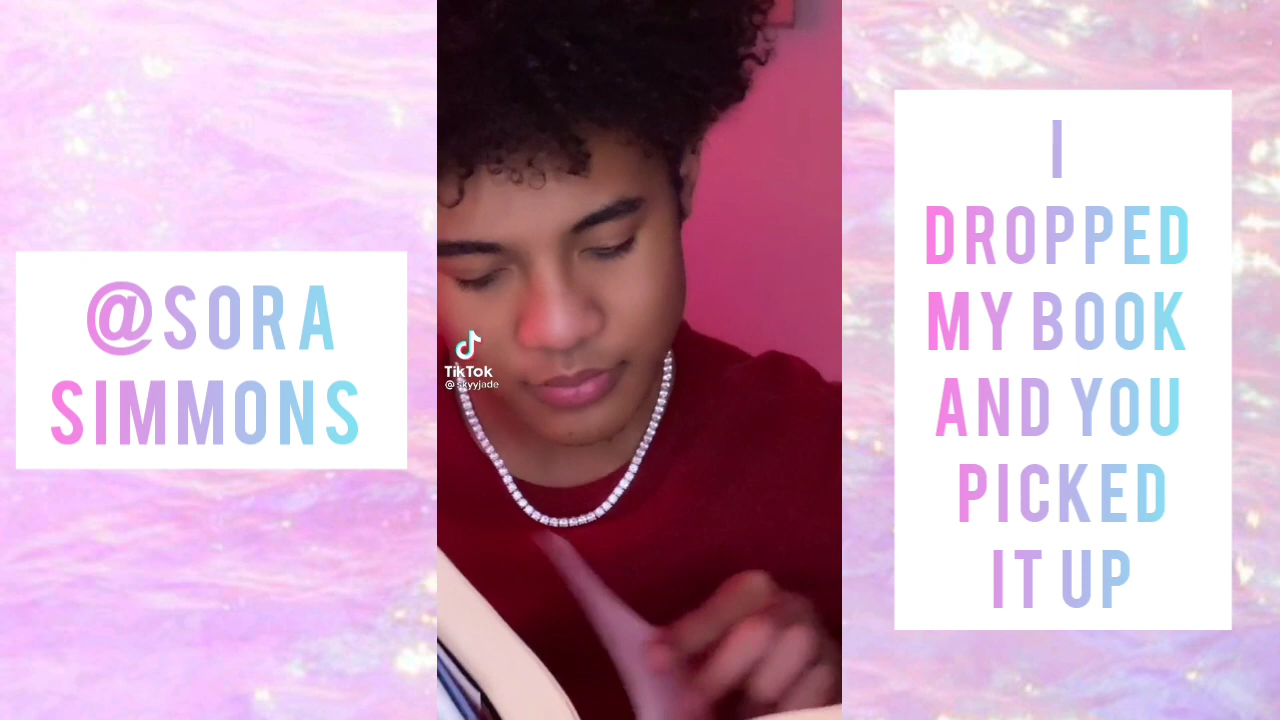 @SORA
SIMMONS
TikTok
@skyyjade
I
DROPPED
MY BOOK
AND YOU
PICKED
IT UP